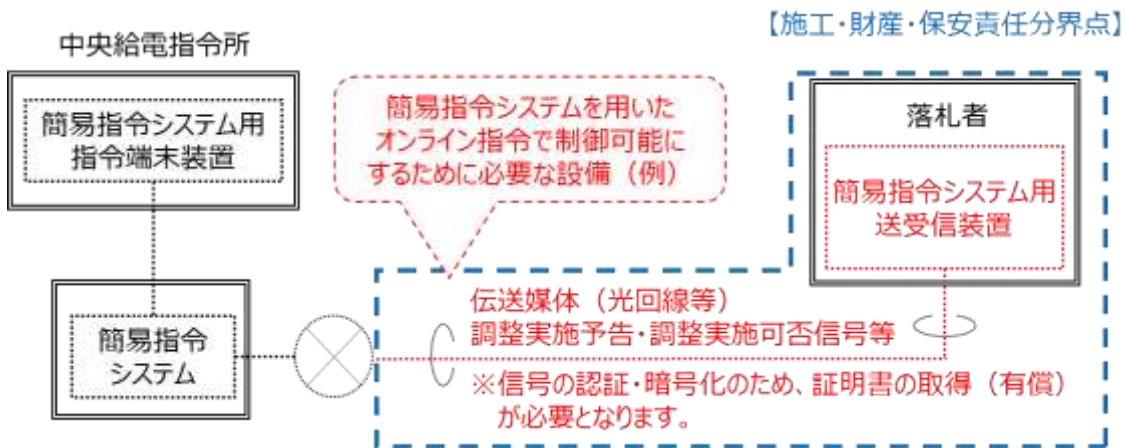 【施工・財産・保安責任分界点】
中央給電指令所
簡易指令システム用
指令端末装置
簡易指令システムを用いた
オンライン指令で制御可能に
するために必要な設備（例）
落札者
簡易指令システム用
送受信装置
簡易指令
システム
伝送媒体（光回線等）
調整実施予告・調整実施可否信号等
※信号の認証・暗号化のため、証明書の取得（有償）
が必要となります。